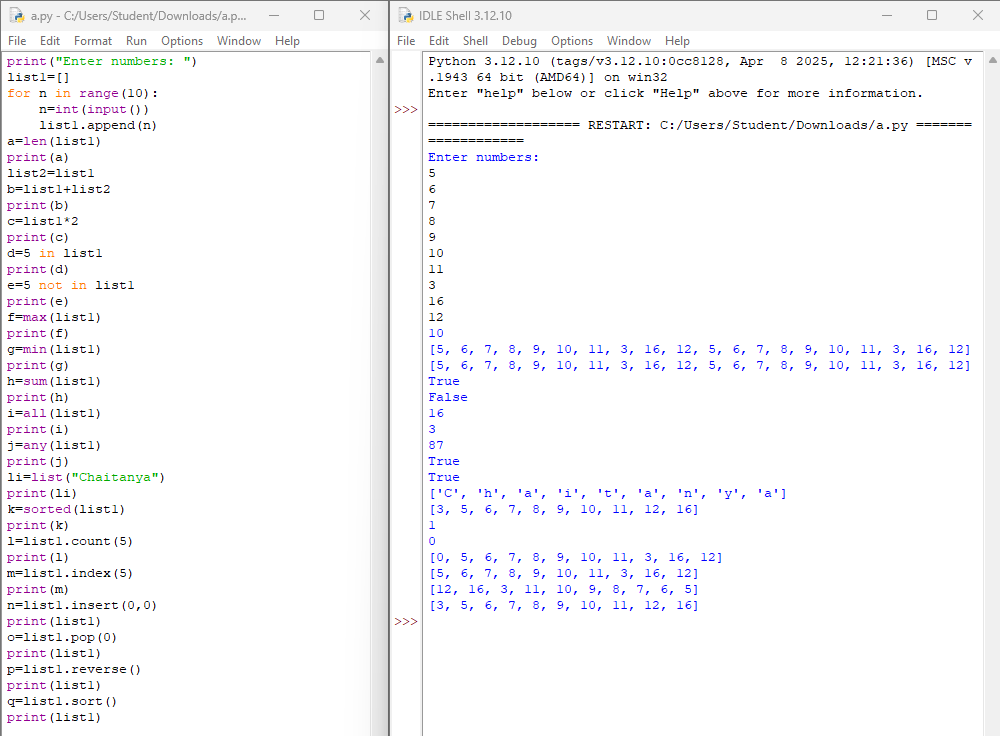 a.py - C:/Users/Student/Downloads/a.p...
File Edit Format Run Options Window Help
print("Enter numbers: ")
list1=[]
for n in range(10):
    n=int(input())
    list1.append(n)
a=len(list1)
print(a)
list2=list1
b=list1+list2
print(b)
c=list1*2
print(c)
d=5 in list1
print(d)
e=5 not in list1
print(e)
f=max(list1)
print(f)
g=min(list1)
print(g)
h=sum(list1)
print(h)
i=all(list1)
print(i)
j=any(list1)
print(j)
li=list("Chaitanya")
print(li)
k=sorted(list1)
print(k)
l=list1.count(5)
print(l)
m=list1.index(5)
print(m)
n=list1.insert(0,0)
print(list1)
o=list1.pop(0)
print(list1)
p=list1.reverse()
print(list1)
q=list1.sort()
print(list1)
IDLE Shell 3.12.10
File Edit Shell Debug Options Window Help
Python 3.12.10 (tags/v3.12.10:0cc8128, Apr  8 2025, 12:21:36) [MSC v
.1943 64 bit (AMD64)] on win32
Enter "help" below or click "Help" above for more information.
>>>
=================== RESTART: C:/Users/Student/Downloads/a.py =======
============
Enter numbers:
5
6
7
8
9
10
11
3
16
12
10
[5, 6, 7, 8, 9, 10, 11, 3, 16, 12, 5, 6, 7, 8, 9, 10, 11, 3, 16, 12]
[5, 6, 7, 8, 9, 10, 11, 3, 16, 12, 5, 6, 7, 8, 9, 10, 11, 3, 16, 12]
True
False
16
3
87
True
True
['C', 'h', 'a', 'i', 't', 'a', 'n', 'y', 'a']
[3, 5, 6, 7, 8, 9, 10, 11, 12, 16]
1
0
[0, 5, 6, 7, 8, 9, 10, 11, 3, 16, 12]
[5, 6, 7, 8, 9, 10, 11, 3, 16, 12]
[12, 16, 3, 11, 10, 9, 8, 7, 6, 5]
[3, 5, 6, 7, 8, 9, 10, 11, 12, 16]
>>>